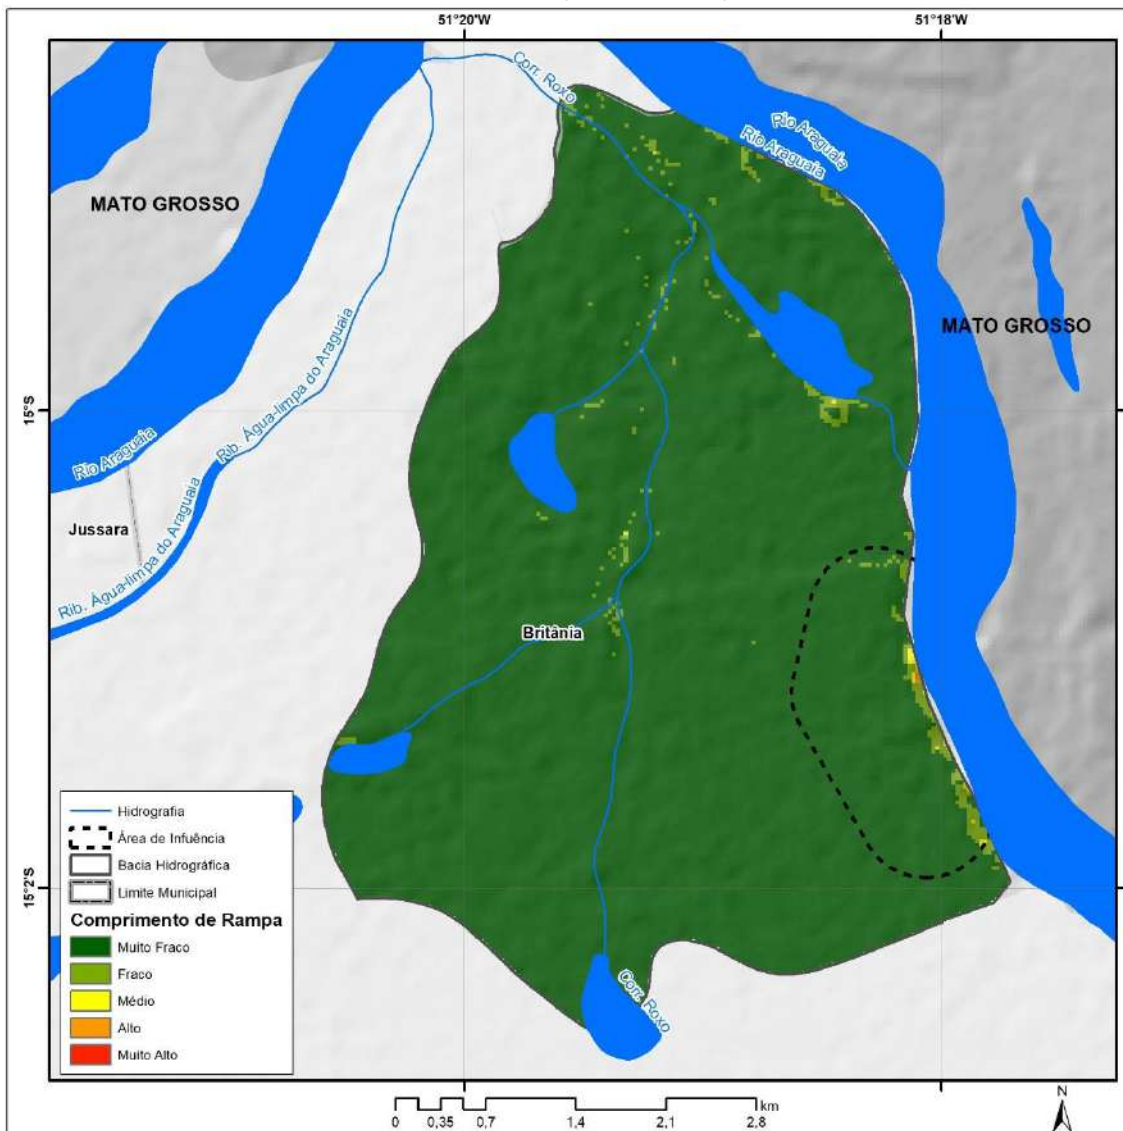 51°20'W
51°18'W
Corr. Roxo
Rio Araguaia
Rio Araguaia
MATO GROSSO
MATO GROSSO
15°S
Rib. Água-limpa do Araguaia
Rio Araguaia
Jussara
Rib. Água-limpa do Araguaia
Britânia
Hidrografia
Área de Infuência
Bacia Hidrográfica
Limite Municipal
Comprimento de Rampa
Muito Fraco
Fraco
Médio
Alto
Muito Alto
15°2'S
Corr. Roxo
km
0 0,35 0,7 1,4 2,1 2,8
N